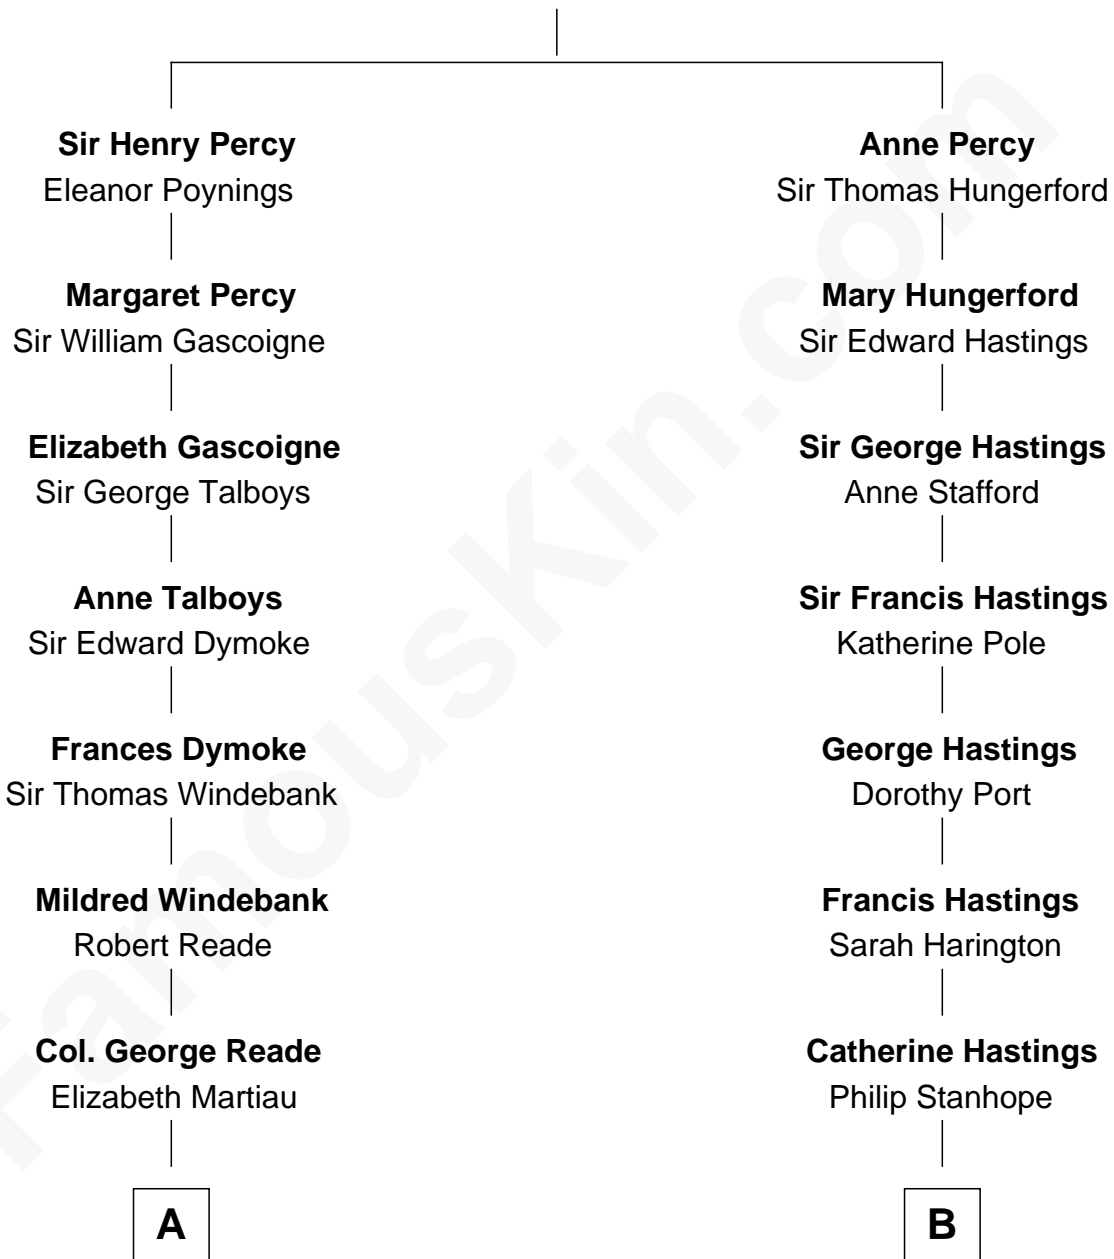 Sir Henry Percy
Eleanor Poynings
Margaret Percy
Sir William Gascoigne
Elizabeth Gascoigne
Sir George Talboys
Anne Talboys
Sir Edward Dymoke
Frances Dymoke
Sir Thomas Windebank
Mildred Windebank
Robert Reade
Col. George Reade
Elizabeth Martiau
A
Anne Percy
Sir Thomas Hungerford
Mary Hungerford
Sir Edward Hastings
Sir George Hastings
Anne Stafford
Sir Francis Hastings
Katherine Pole
George Hastings
Dorothy Port
Francis Hastings
Sarah Harington
Catherine Hastings
Philip Stanhope
B
FamousKin.com